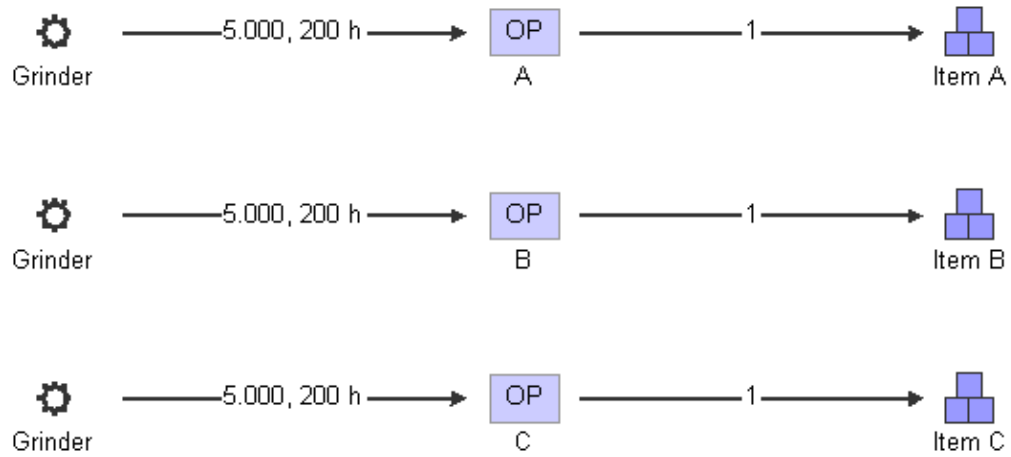 5.000, 200 h OP 1
Grinder A Item A
5.000, 200 h OP 1
Grinder B Item B
5.000, 200 h OP 1
Grinder C Item C